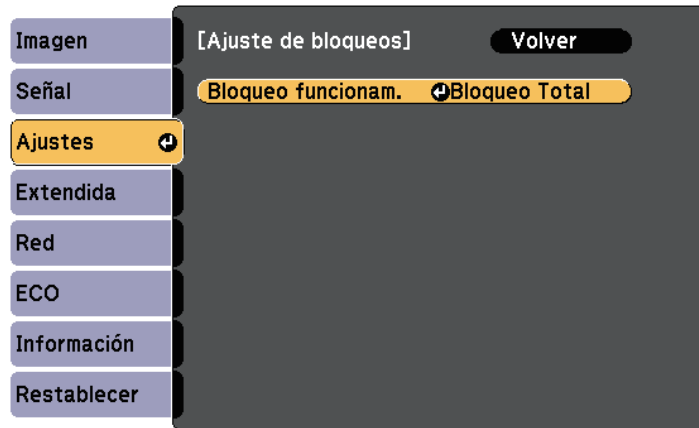 Imagen
Señal
Ajustes
Extendida
Red
ECO
Información
Restablecer
[Ajuste de bloqueos] Volver
Bloqueo funcionam. Bloqueo Total